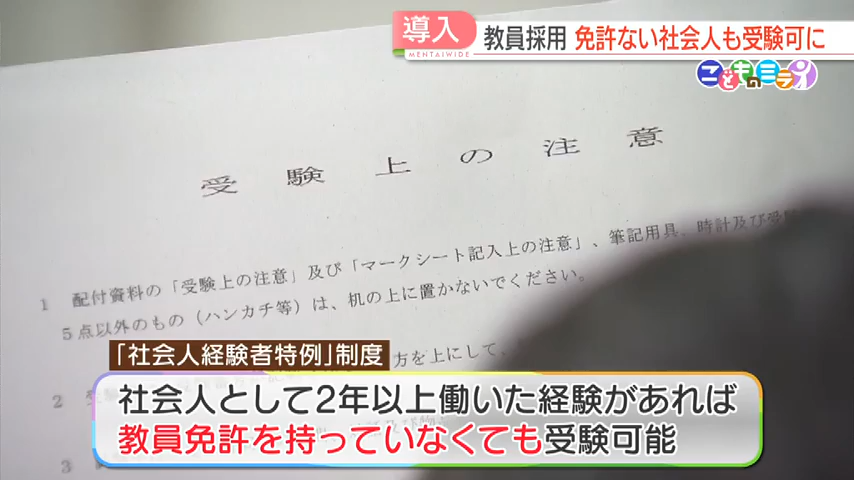 導入
MENTAIWIDE
教員採用 免許ない社会人も受験可に
こどものミライ
受験上の注意
1 配付資料の「受験上の注意」及び「マークシート記入上の注意」、筆記用具、時計及び受験
5点以外のもの(ハンカチ等)は、机の上に置かないでください。
「社会人経験者特例」制度
方を上にして、
2
社会人として2年以上働いた経験があれば
教員免許を持っていなくても受験可能
3